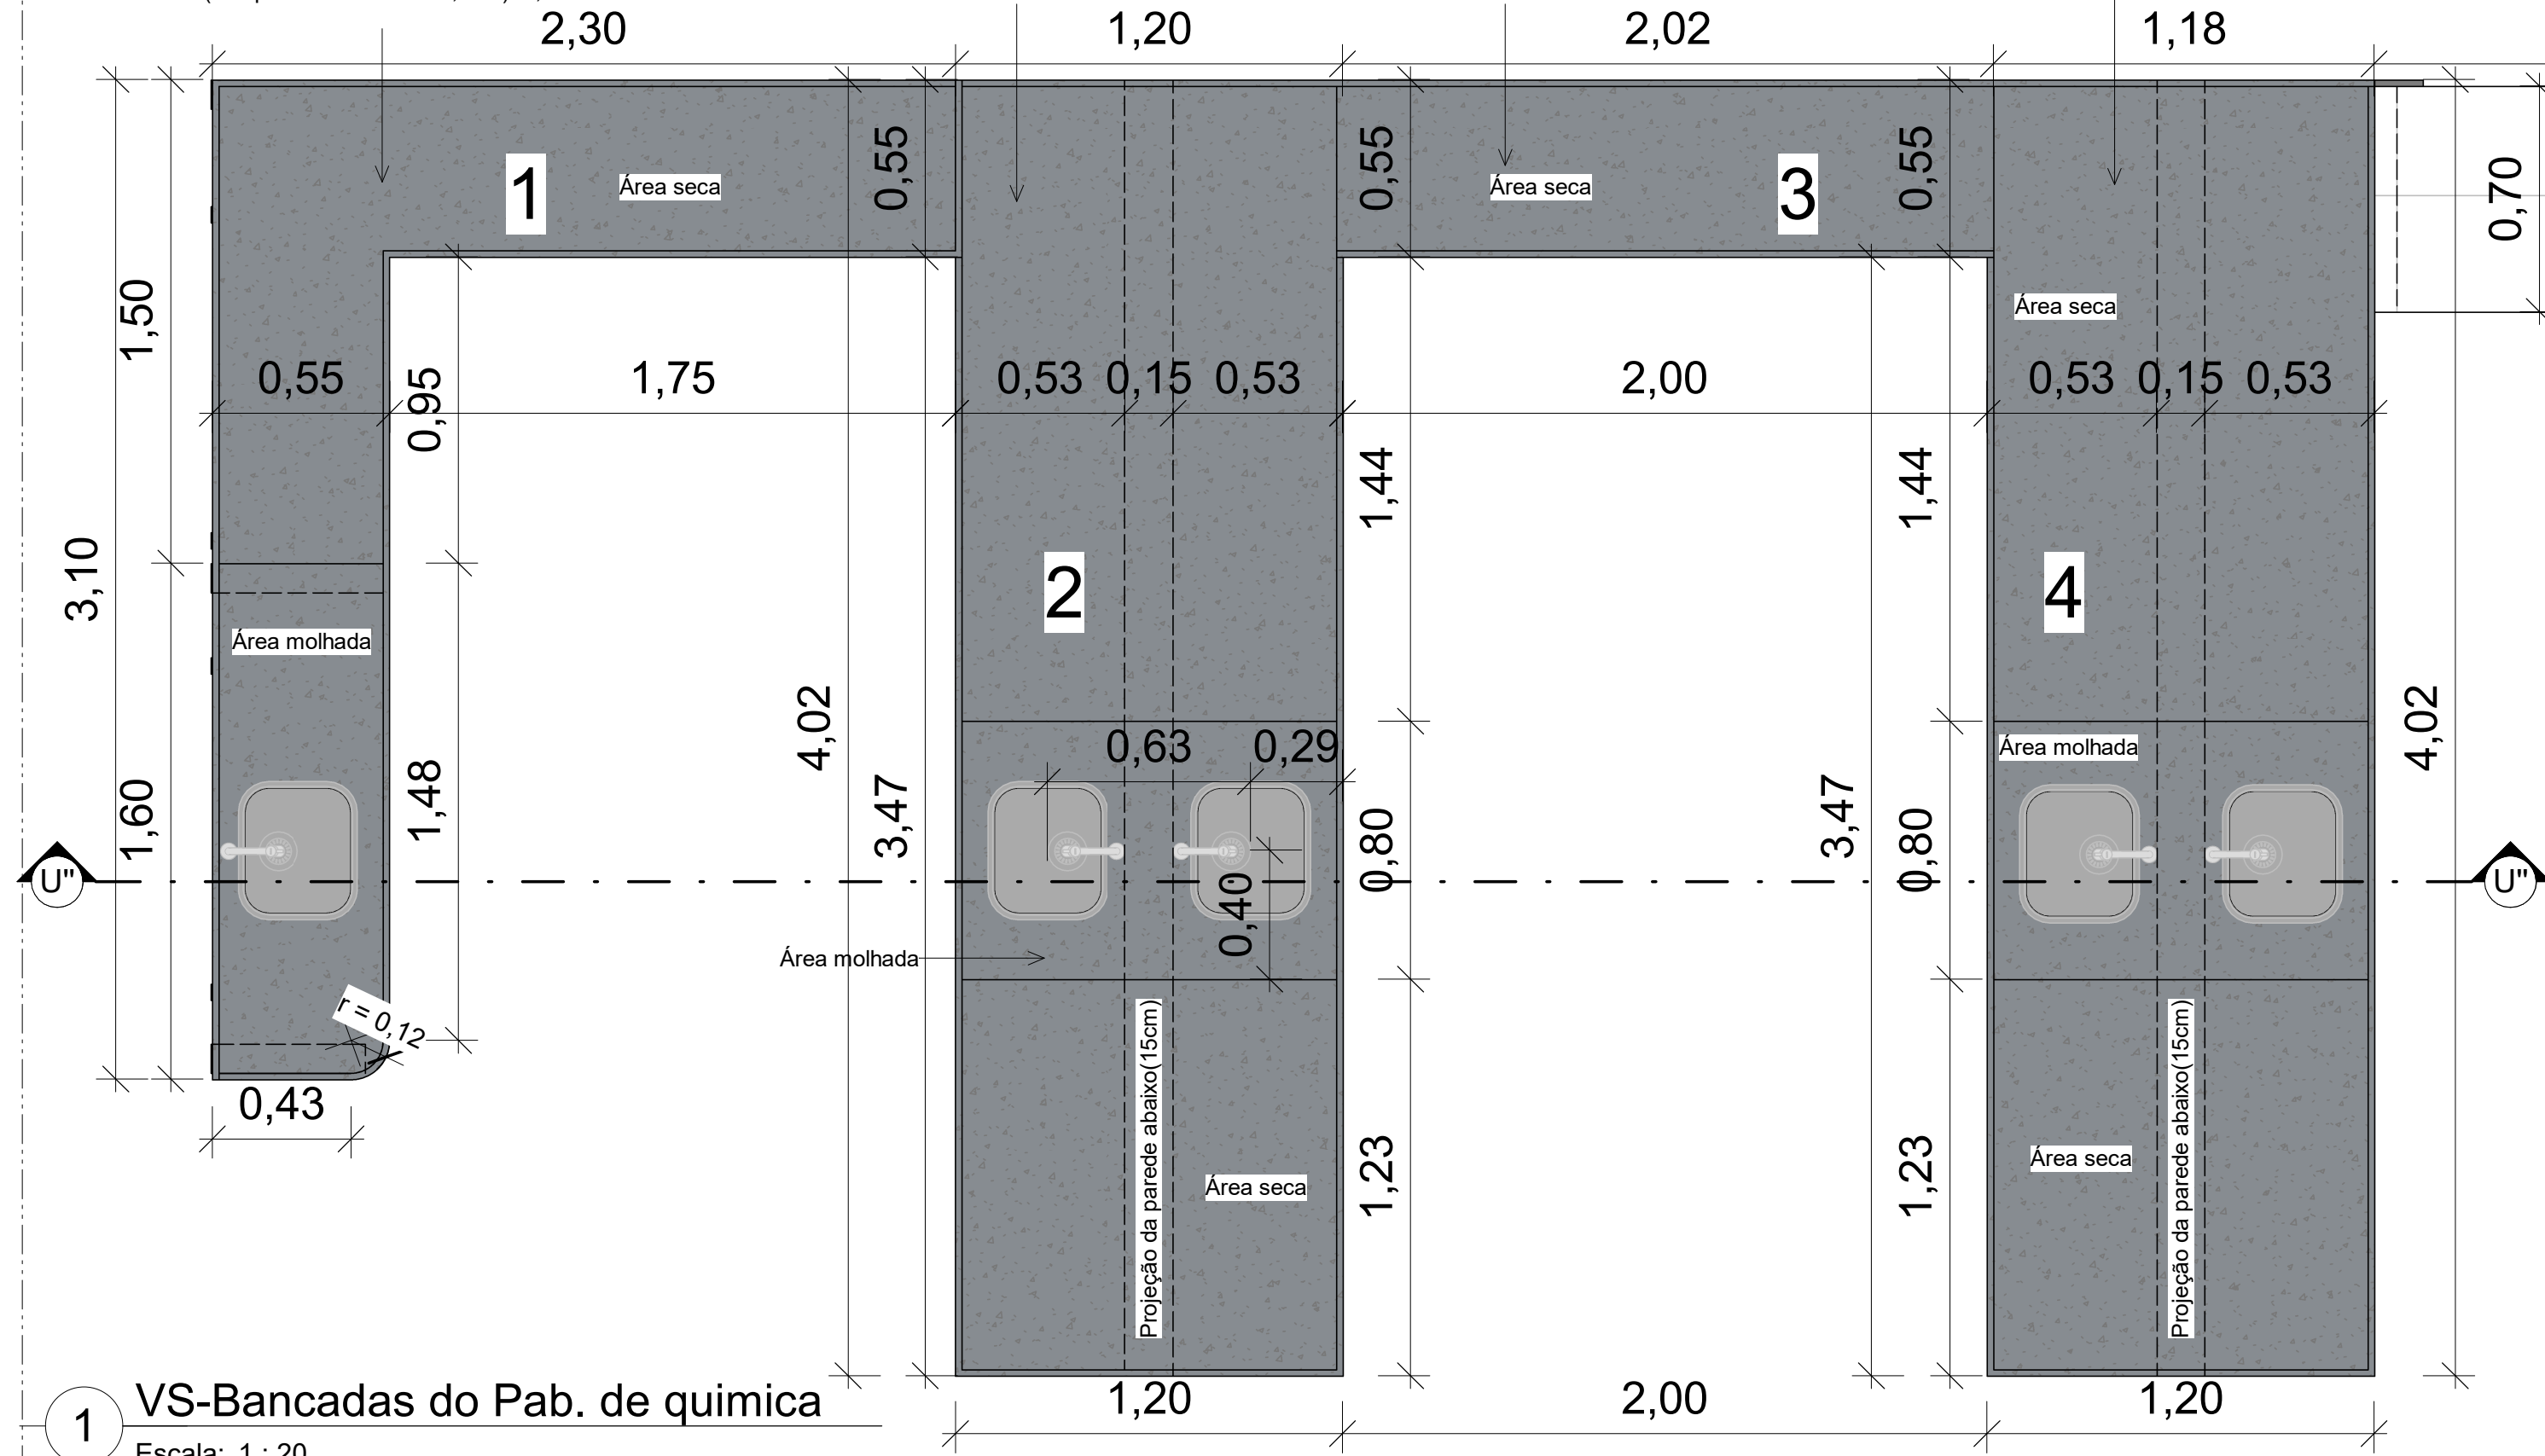 2,30
1,20
2,02
1,18
1
Área seca
0,55
0,55
Área seca
3
0,55
0,70
1,50
Área seca
0,55
0,95
1,75
0,53
0,15
0,53
2,00
0,53
0,15
0,53
1,44
1,44
3,10
2
4
Área molhada
4,02
4,02
0,63
0,29
Área molhada
1,60
1,48
3,47
0,80
3,47
0,80
U"
U"
0,40
Área molhada
r = 0,12
0,43
Projeção da parede abaixo(15cm)
Área seca
1,23
1,23
Área seca
Projeção da parede abaixo(15cm)
1,20
2,00
1,20
1
VS-Bancadas do Pab. de quimica
Escala: 1 : 20